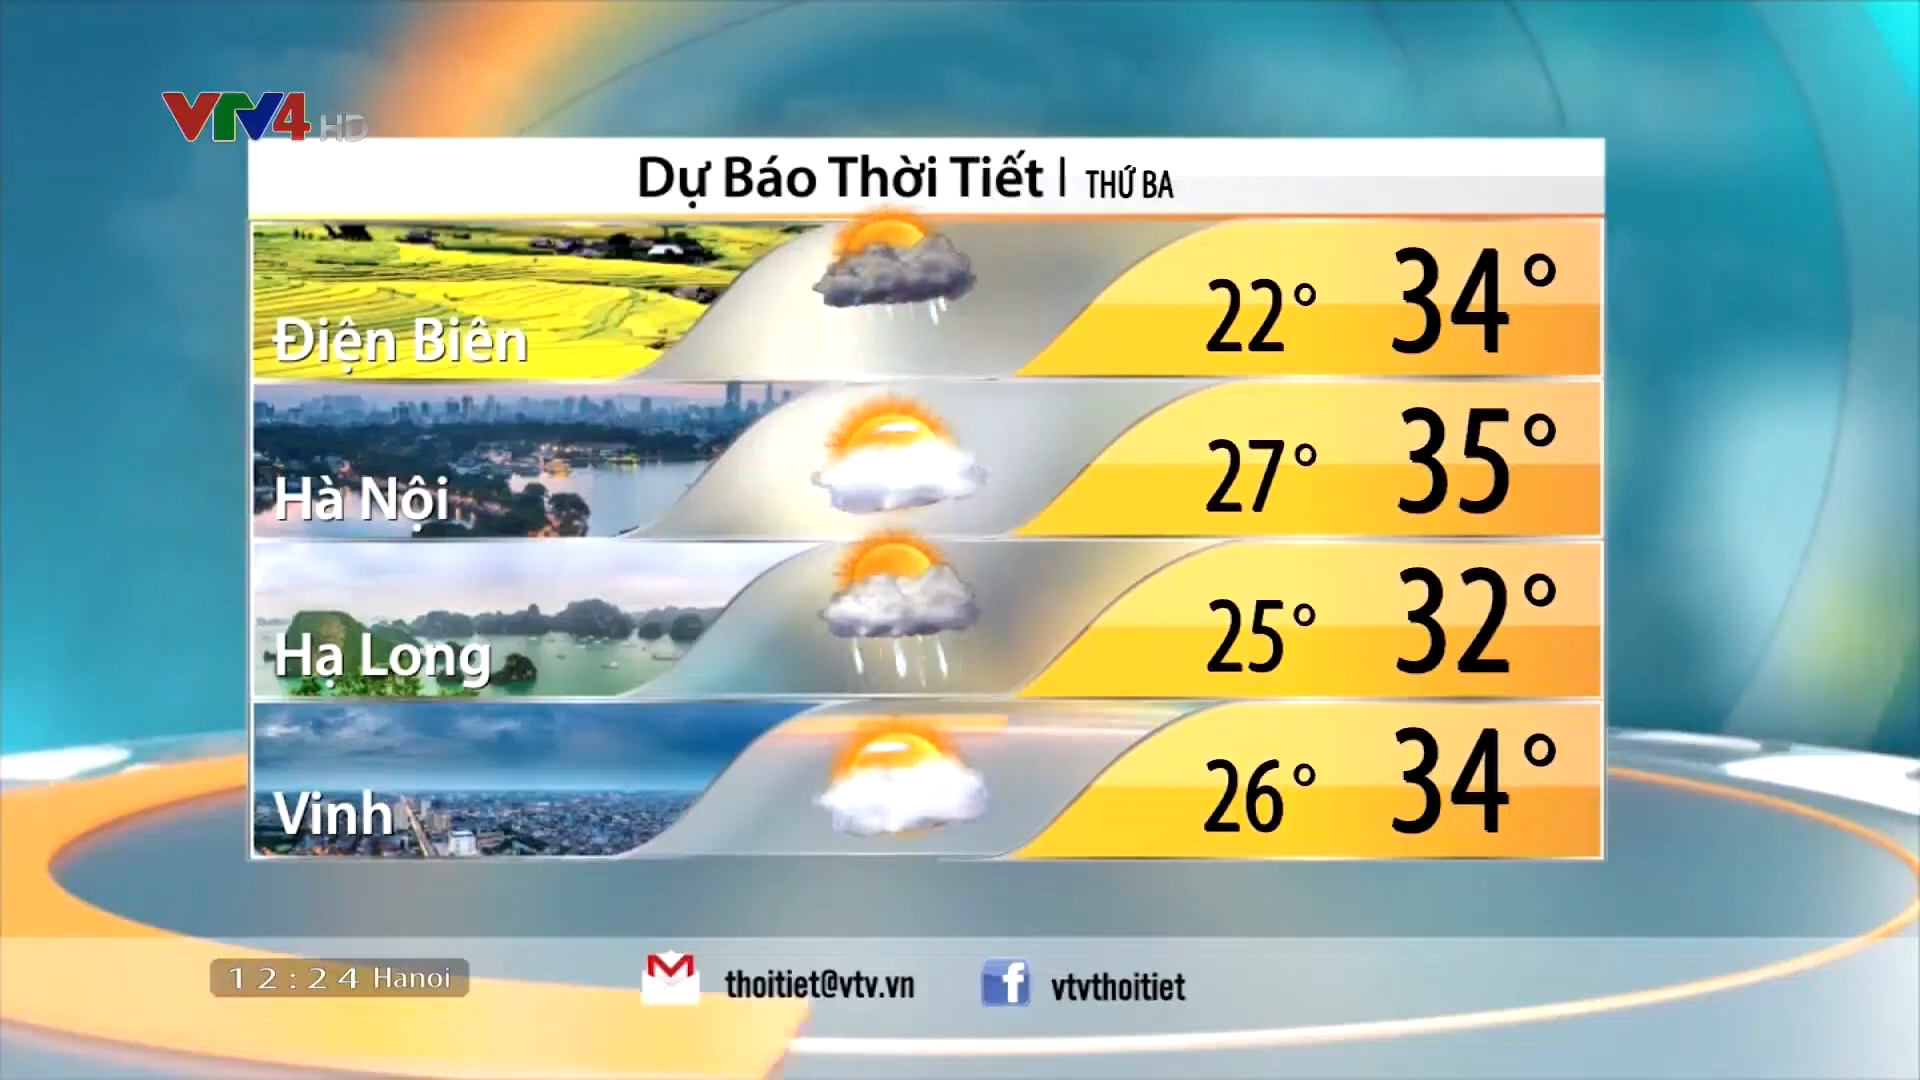 VTV4 HD
Dự Báo Thời Tiết | THỨ BA
Điện Biên 22° 34°
Hà Nội 27° 35°
Hạ Long 25° 32°
Vinh 26° 34°
12:24 Hanoi thoitiet@vtv.vn f vtvthoitiet